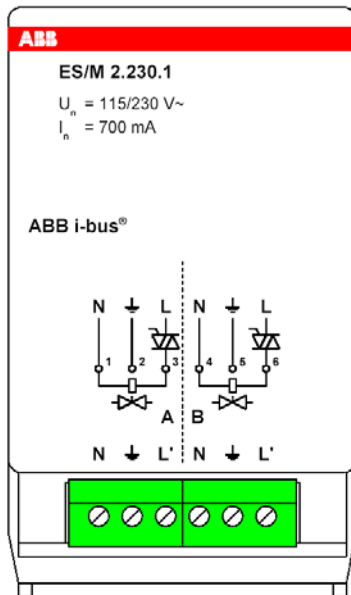 ABB
ES/M 2.230.1
Un = 115/230 V~
In = 700 mA
ABB i-bus®
N L N L
1 2 3 4 5 6
A B
N L' N L'